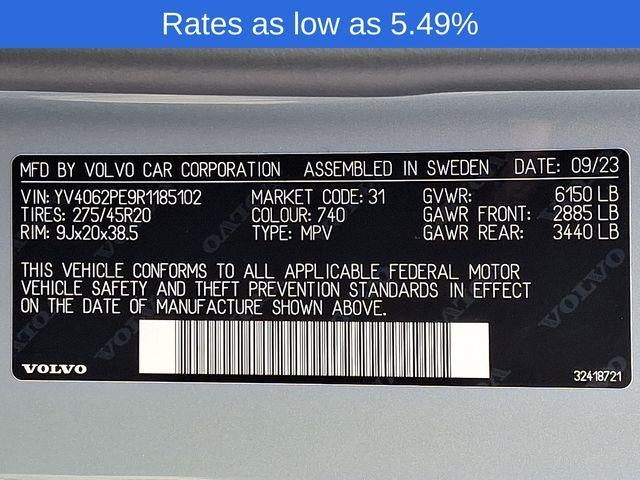 Rates as low as 5.49%
MFD BY VOLVO CAR CORPORATION ASSEMBLED IN SWEDEN DATE: 09/23
VIN: YV4062PE9R1185102 MARKET CODE: 31 GVWR: 6150 LB
TIRES: 275/45R20 COLOUR: 740 GAWR FRONT: 2885 LB
RIM: 9Jx20x38.5 TYPE: MPV GAWR REAR: 3440 LB
THIS VEHICLE CONFORMS TO ALL APPLICABLE FEDERAL MOTOR
VEHICLE SAFETY AND THEFT PREVENTION STANDARDS IN EFFECT
ON THE DATE OF MANUFACTURE SHOWN ABOVE.
VOLVO
32418721